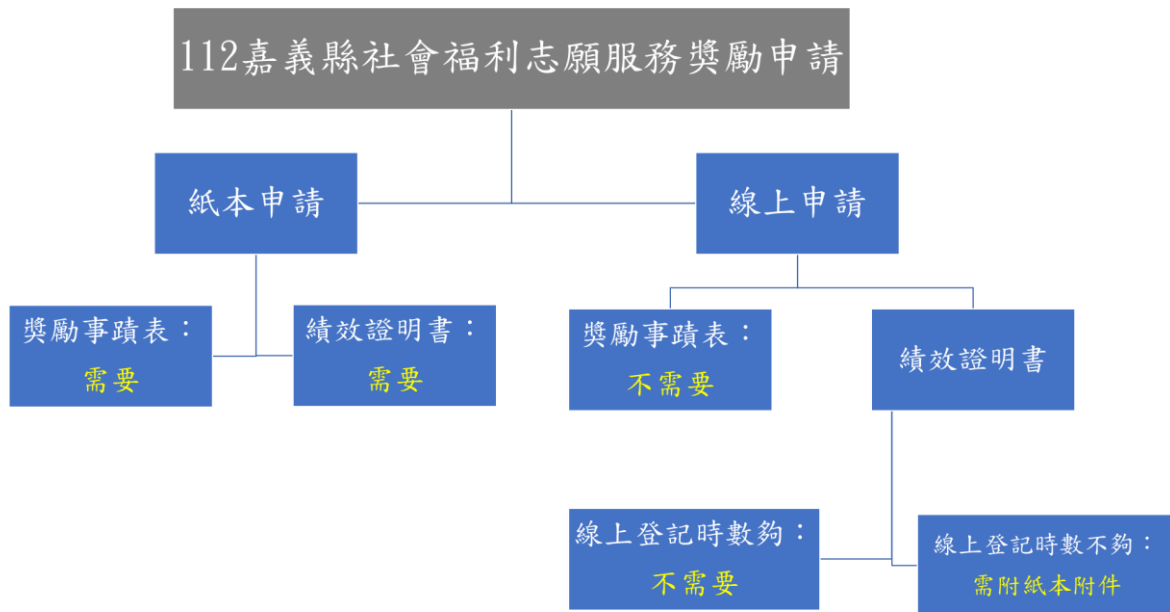 112嘉義縣社會福利志願服務獎勵申請
紙本申請
線上申請
獎勵事蹟表：
需要
績效證明書：
需要
獎勵事蹟表：
不需要
績效證明書
線上登記時數夠：
不需要
線上登記時數不夠：
需附紙本附件